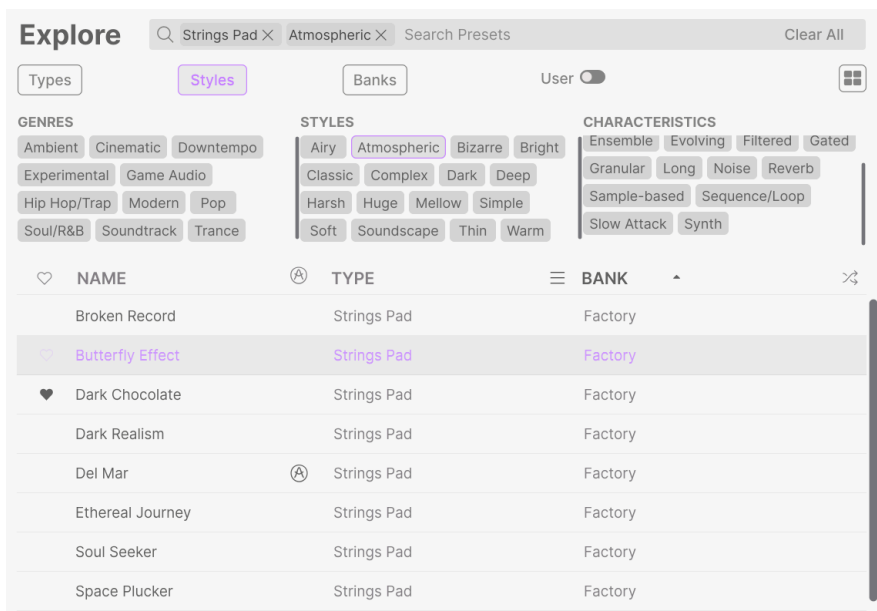 Explore Strings Pad Atmospheric Search Presets Clear All
Types Styles Banks User
GENRES STYLES CHARACTERISTICS
Ambient Cinematic Downtempo Airy Atmospheric Bizarre Bright Ensemble Evolving Filtered Gated
Experimental Game Audio Classic Complex Dark Deep Granular Long Noise Reverb
Hip Hop/Trap Modern Pop Harsh Huge Mellow Simple Sample-based Sequence/Loop
Soul/R&B Soundtrack Trance Soft Soundscape Thin Warm Slow Attack Synth
NAME TYPE BANK
Broken Record Strings Pad Factory
Butterfly Effect Strings Pad Factory
Dark Chocolate Strings Pad Factory
Dark Realism Strings Pad Factory
Del Mar Strings Pad Factory
Ethereal Journey Strings Pad Factory
Soul Seeker Strings Pad Factory
Space Plucker Strings Pad Factory